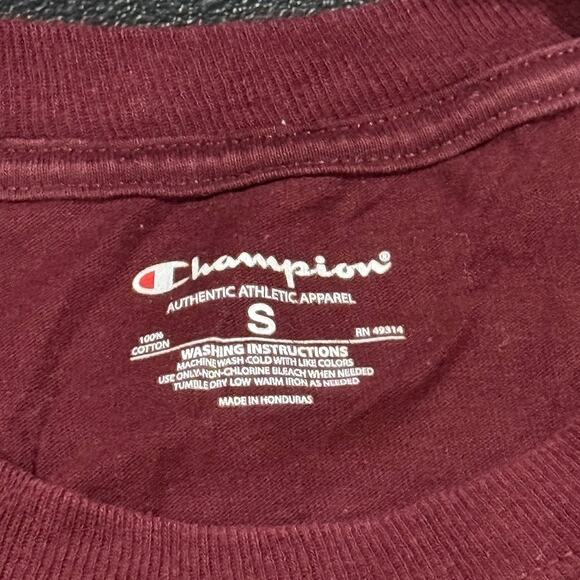 Champion®
AUTHENTIC ATHLETIC APPAREL
S
100%
COTTON
RN 49314
WASHING INSTRUCTIONS
MACHINE WASH COLD WITH LIKE COLORS
USE ONLY NON-CHLORINE BLEACH WHEN NEEDED
TUMBLE DRY LOW WARM IRON AS NEEDED
MADE IN HONDURAS